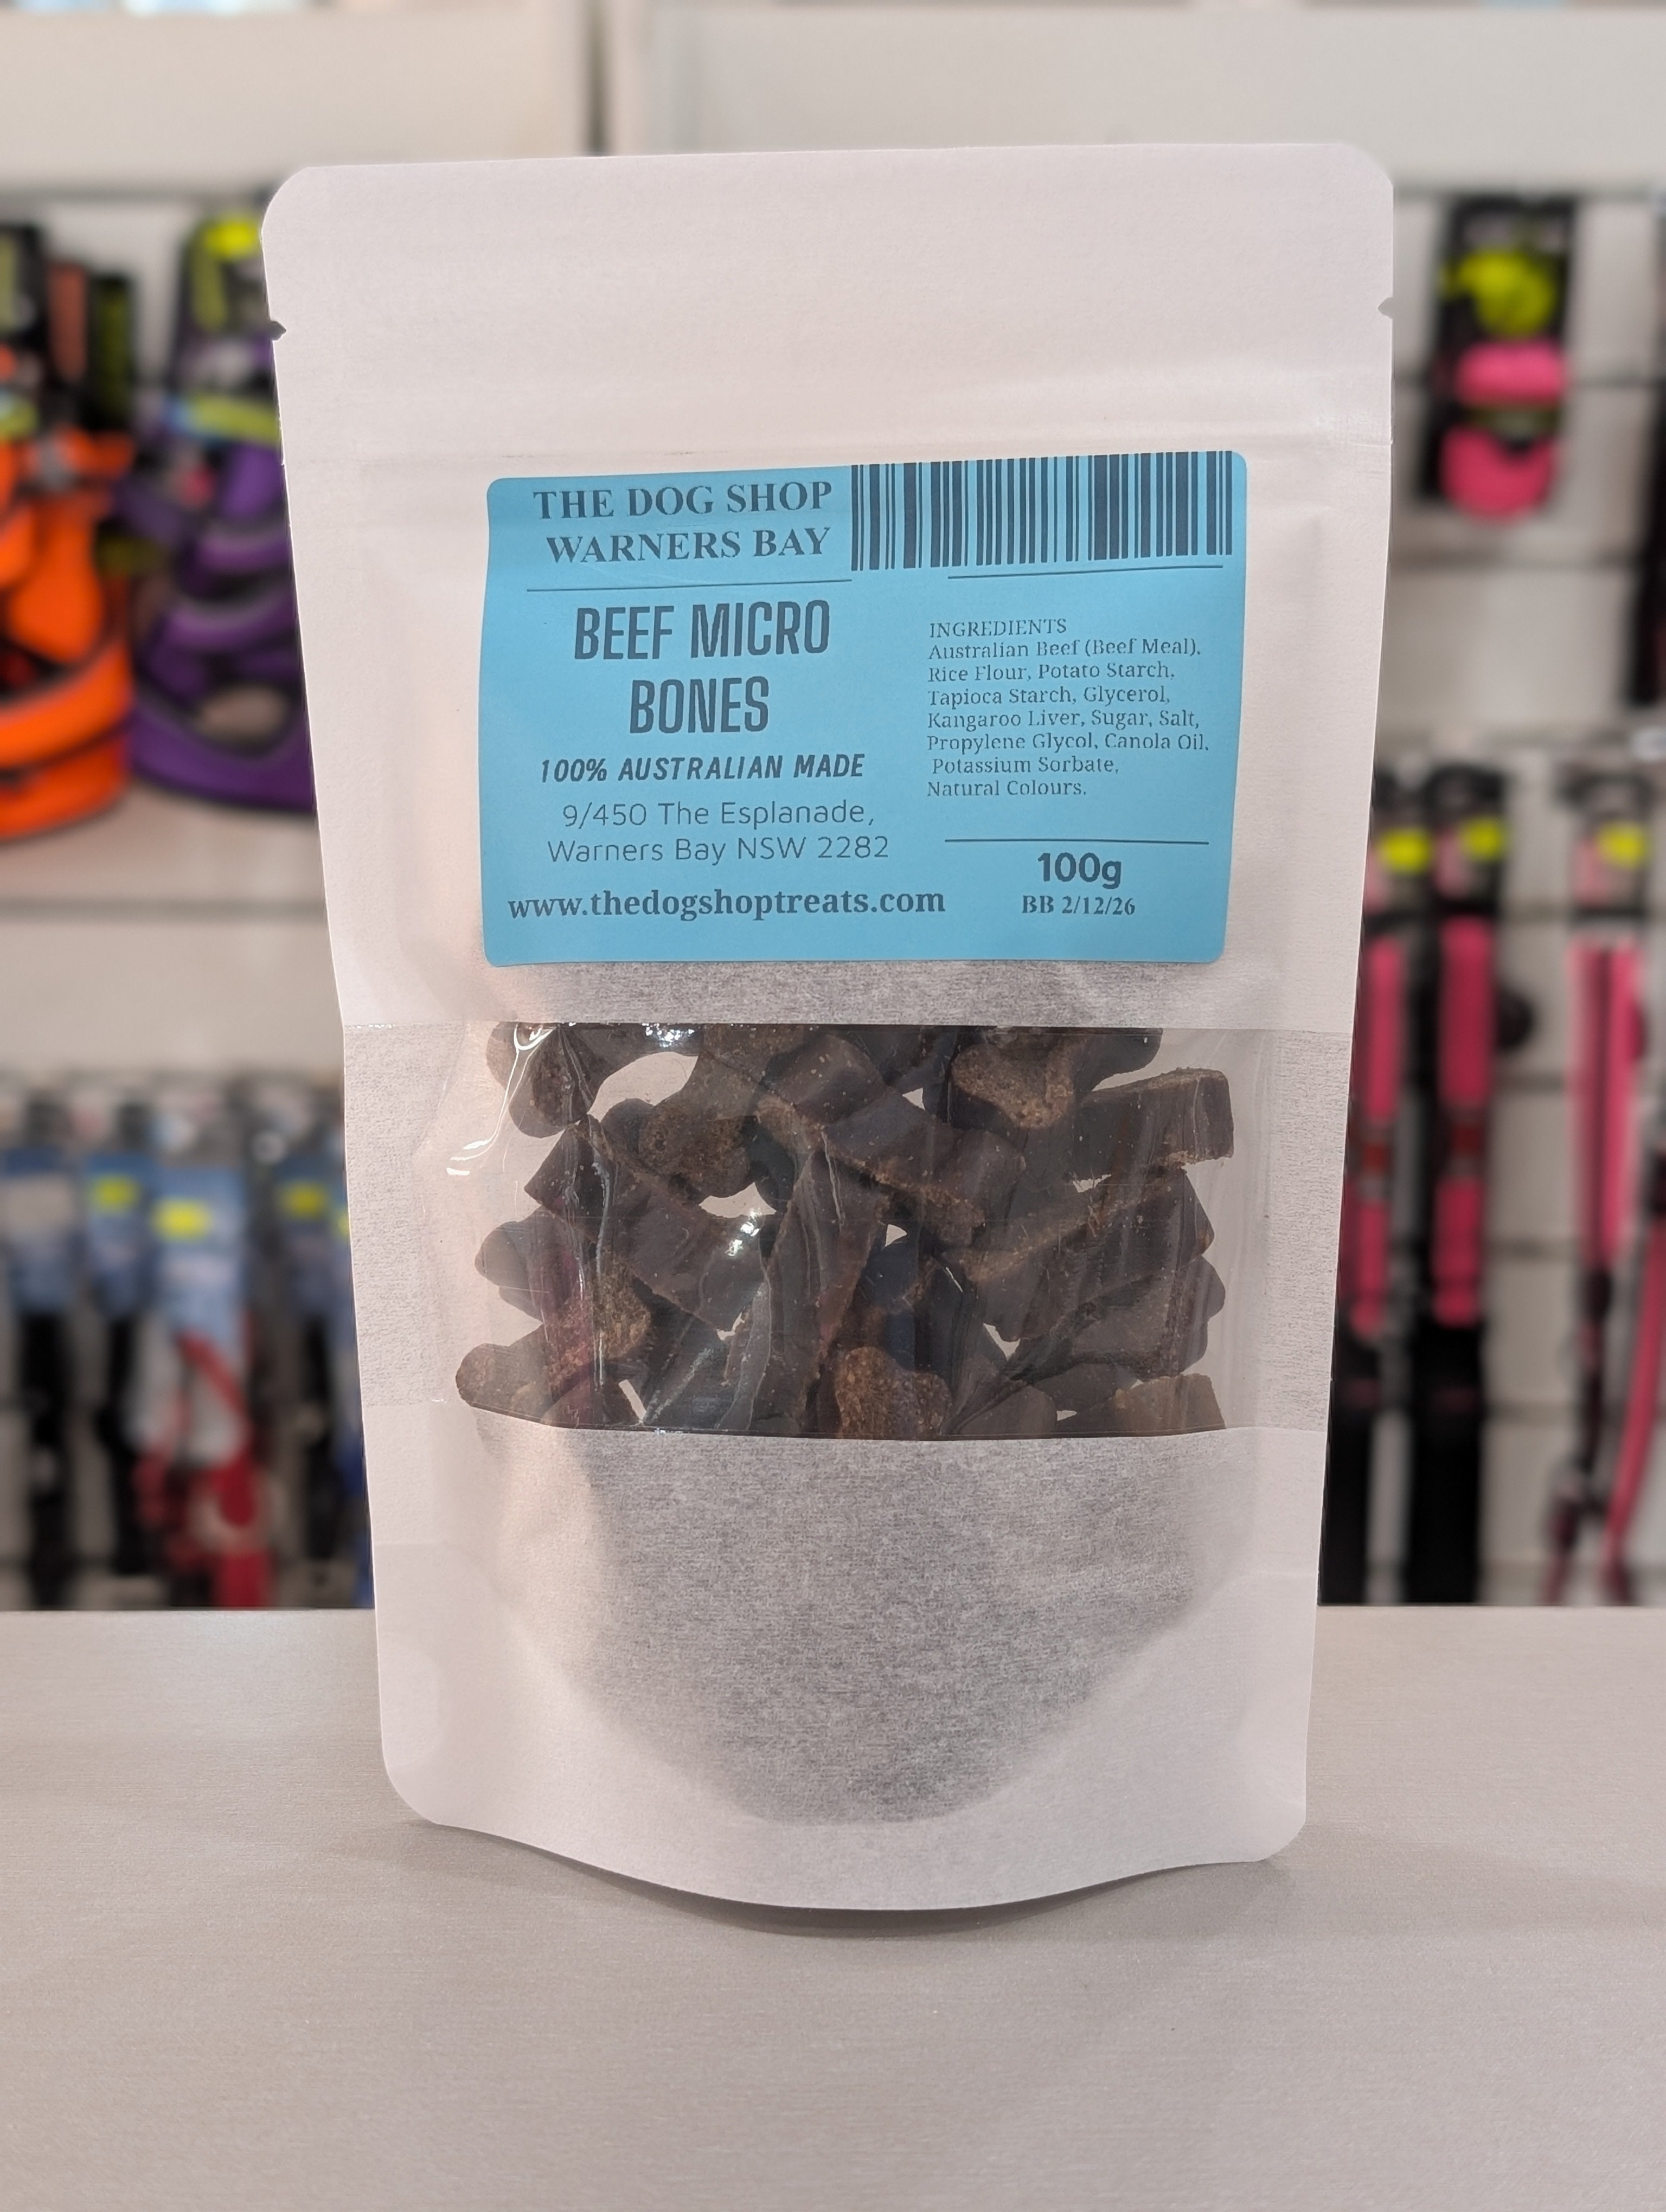 THE DOG SHOP
WARNERS BAY
BEEF MICRO
BONES
100% AUSTRALIAN MADE
9/450 The Esplanade,
Warners Bay NSW 2282
www.thedogshoptreats.com
INGREDIENTS
Australian Beef (Beef Meal),
Rice Flour, Potato Starch,
Tapioca Starch, Glycerol,
Kangaroo Liver, Sugar, Salt,
Propylene Glycol, Canola Oil,
Potassium Sorbate,
Natural Colours.
100g
BB 2/12/26